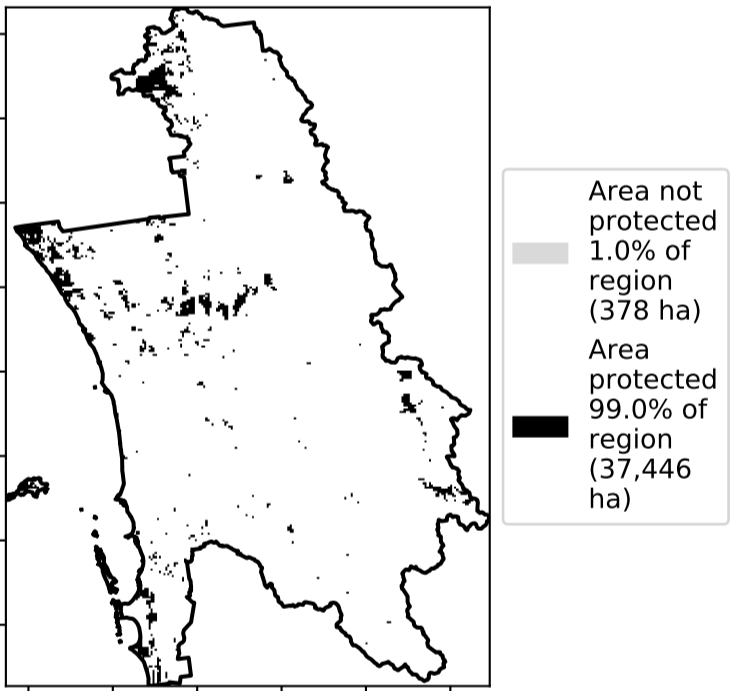 Area not
protected
1.0% of
region
(378 ha)
Area
protected
99.0% of
region
(37,446
ha)